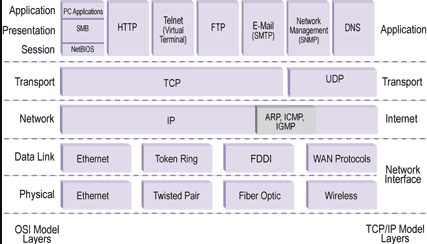 Application
Presentation
Session
PC Applications
SMB
NetBIOS
HTTP
Telnet
(Virtual
Terminal)
FTP
E-Mail
(SMTP)
Network
Management
(SNMP)
DNS
Application
Transport
TCP
UDP
Transport
Network
IP
ARP, ICMP,
IGMP
Internet
Data Link
Ethernet
Token Ring
FDDI
WAN Protocols
Network
Interface
Physical
Ethernet
Twisted Pair
Fiber Optic
Wireless
OSI Model
Layers
TCP/IP Model
Layers